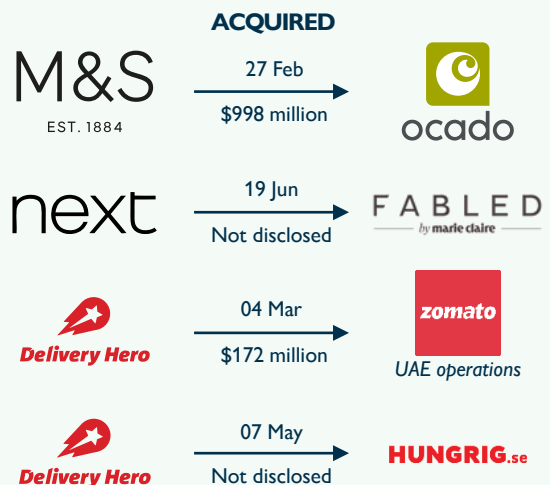 ACQUIRED
M&S
EST. 1884
27 Feb
$998 million
ocado
next
19 Jun
Not disclosed
FABLED
by marie claire
Delivery Hero
04 Mar
$172 million
zomato
UAE operations
Delivery Hero
07 May
Not disclosed
HUNGRIG.se